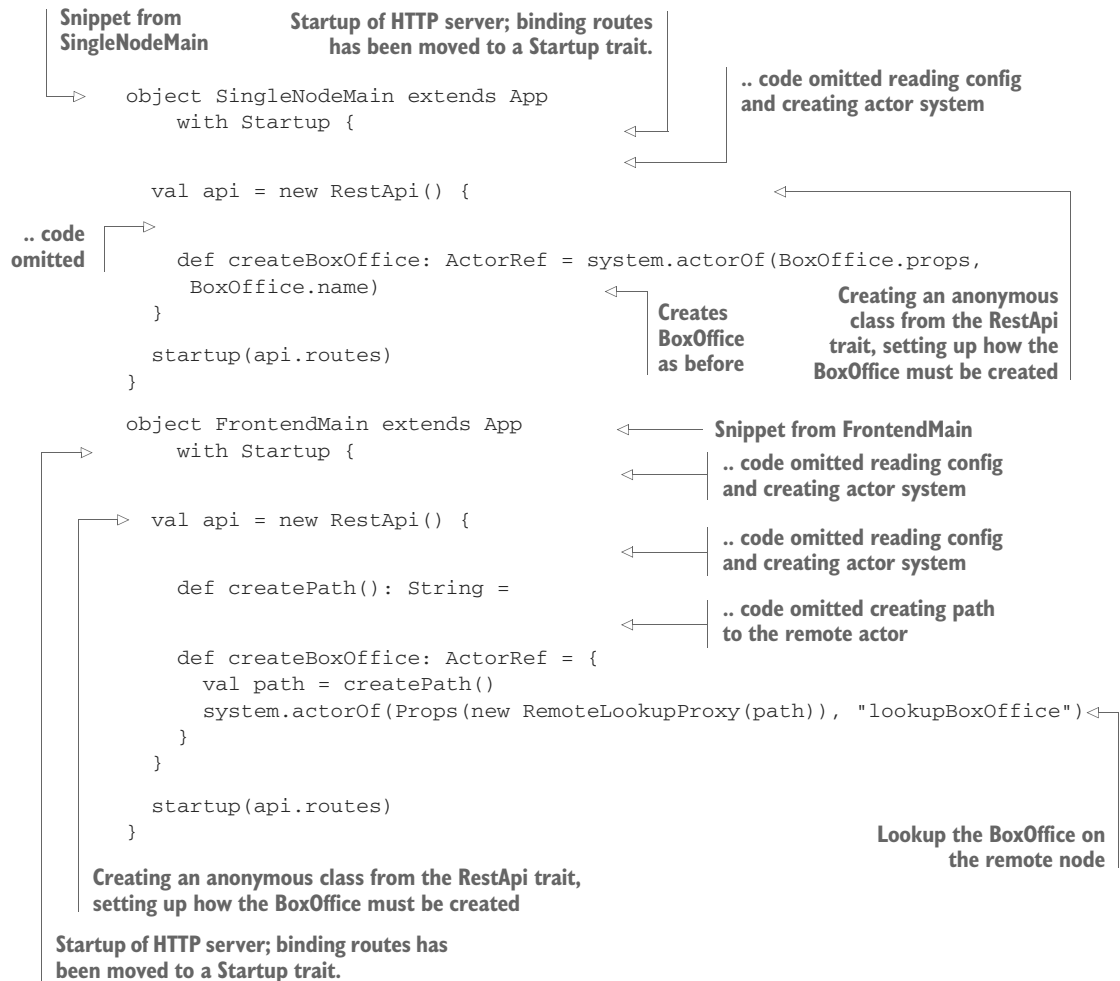 Snippet from
SingleNodeMain
Startup of HTTP server; binding routes
has been moved to a Startup trait.
.. code omitted reading config
and creating actor system
object SingleNodeMain extends App
with Startup {
val api = new RestApi() {
.. code
omitted
def createBoxOffice: ActorRef = system.actorOf(BoxOffice.props,
BoxOffice.name)
}
Creates
BoxOffice
as before
Creating an anonymous
class from the RestApi
trait, setting up how the
BoxOffice must be created
startup(api.routes)
}
object FrontendMain extends App
Snippet from FrontendMain
with Startup {
.. code omitted reading config
and creating actor system
val api = new RestApi() {
.. code omitted reading config
and creating actor system
def createPath(): String =
.. code omitted creating path
to the remote actor
def createBoxOffice: ActorRef = {
val path = createPath()
system.actorOf(Props(new RemoteLookupProxy(path)), "lookupBoxOffice")
}
}
startup(api.routes)
}
Lookup the BoxOffice on
the remote node
Creating an anonymous class from the RestApi trait,
setting up how the BoxOffice must be created
Startup of HTTP server; binding routes has
been moved to a Startup trait.